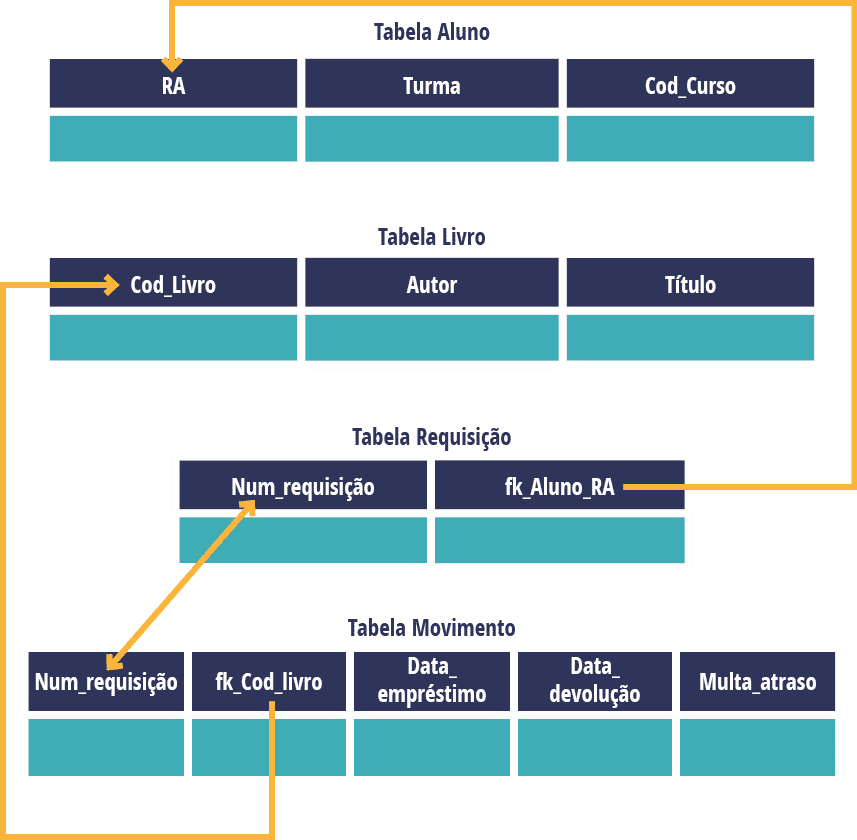 Tabela Aluno
RA Turma Cod_Curso
Tabela Livro
Cod_Livro Autor Título
Tabela Requisição
Num_requisição fk_Aluno_RA
Tabela Movimento
Num_requisição fk_Cod_livro Data_ Data_ Multa_atraso
empréstimo devolução